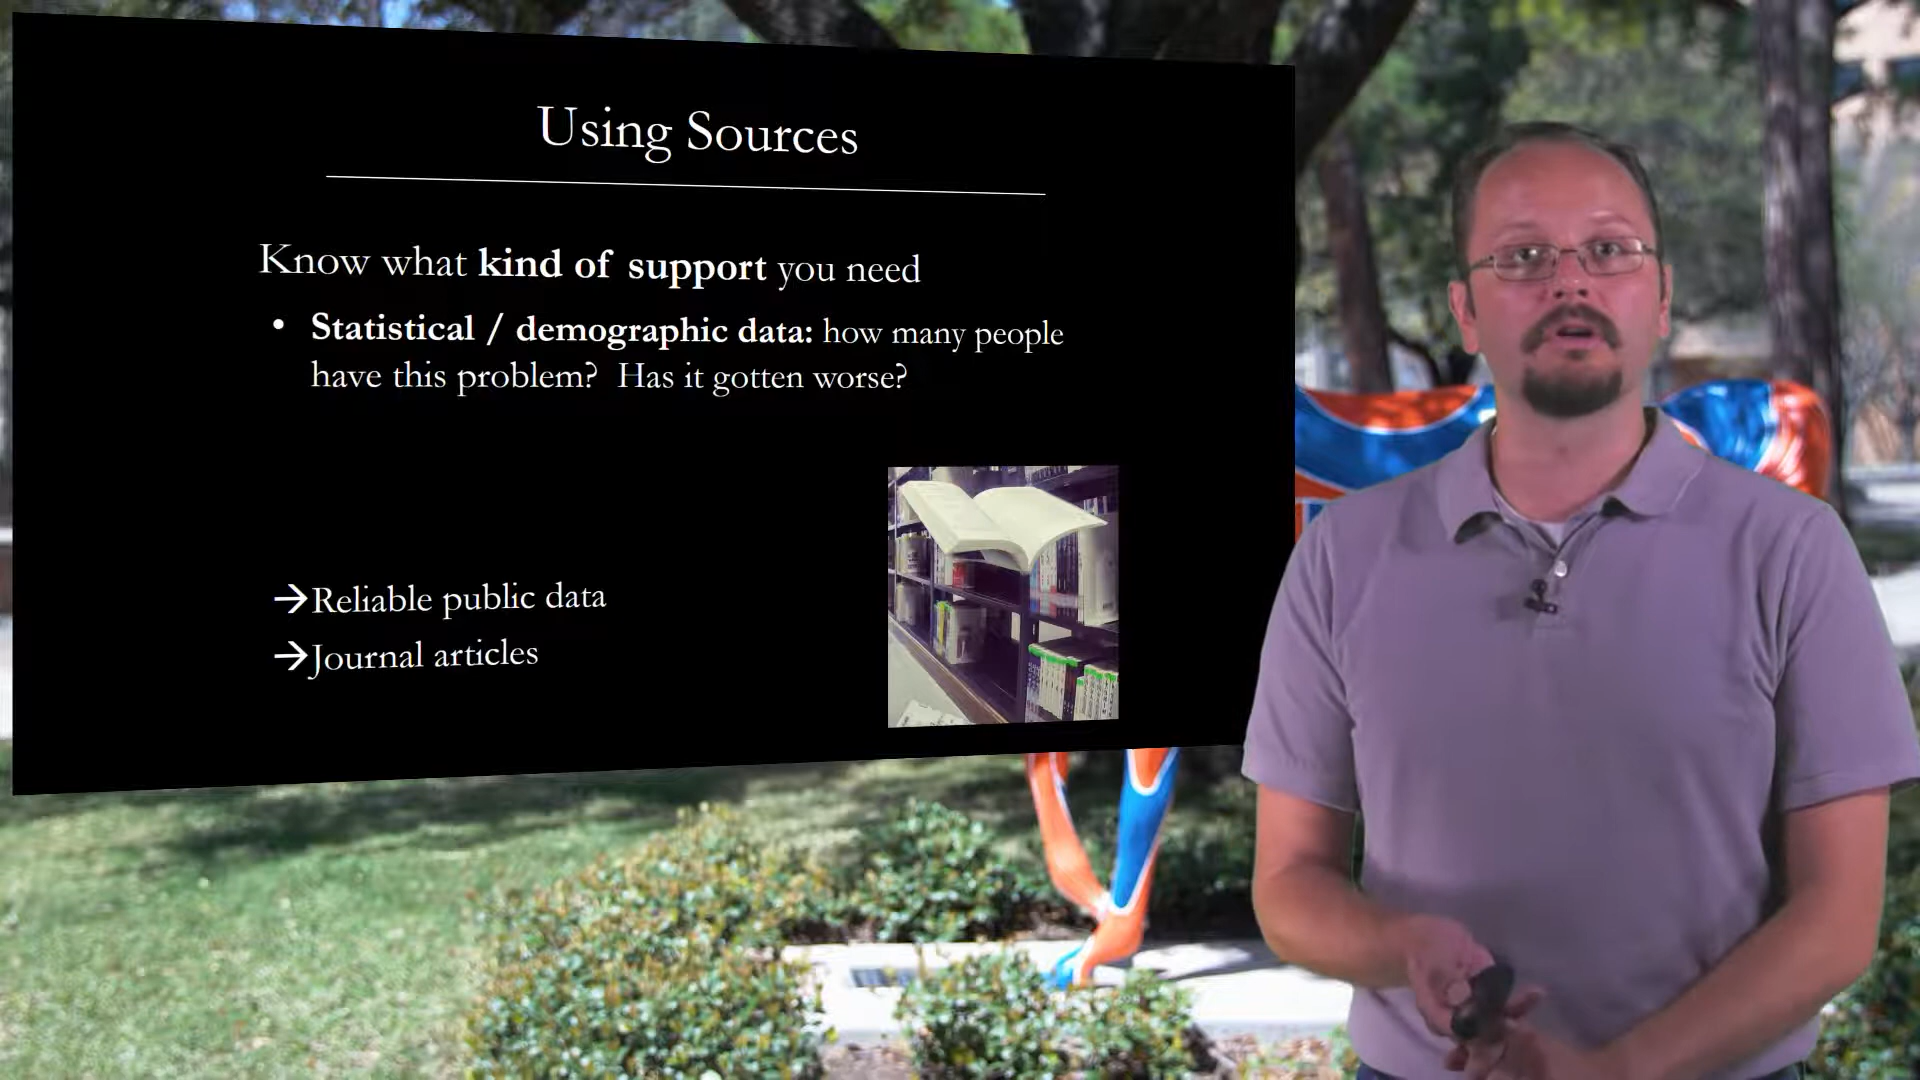 Using Sources
Know what kind of support you need
• Statistical / demographic data: how many people
have this problem? Has it gotten worse?
→Reliable public data
→Journal articles